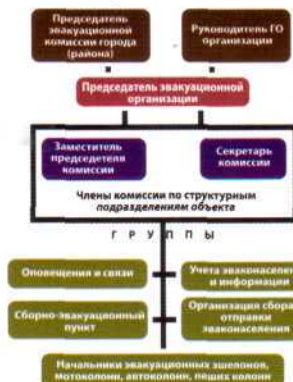 Председатель
эвакуационной
комиссии города
(района)
Руководитель ГО
организации
Председатель эвакуационной
организации
Заместитель
председетеля
комиссии
Секретарь
комиссии
Члены комиссии по структурным
подразделениям объекта
Г Р У П П Ы
Оповещения и связи
Учета эваконаселен
и информации
Сборно-эвакуационный
пункт
Организация сбора
отправки
эваконаселения
Начальники эвакуационных эшелонов,
мотоколонн, автоколонн, пеших колонн